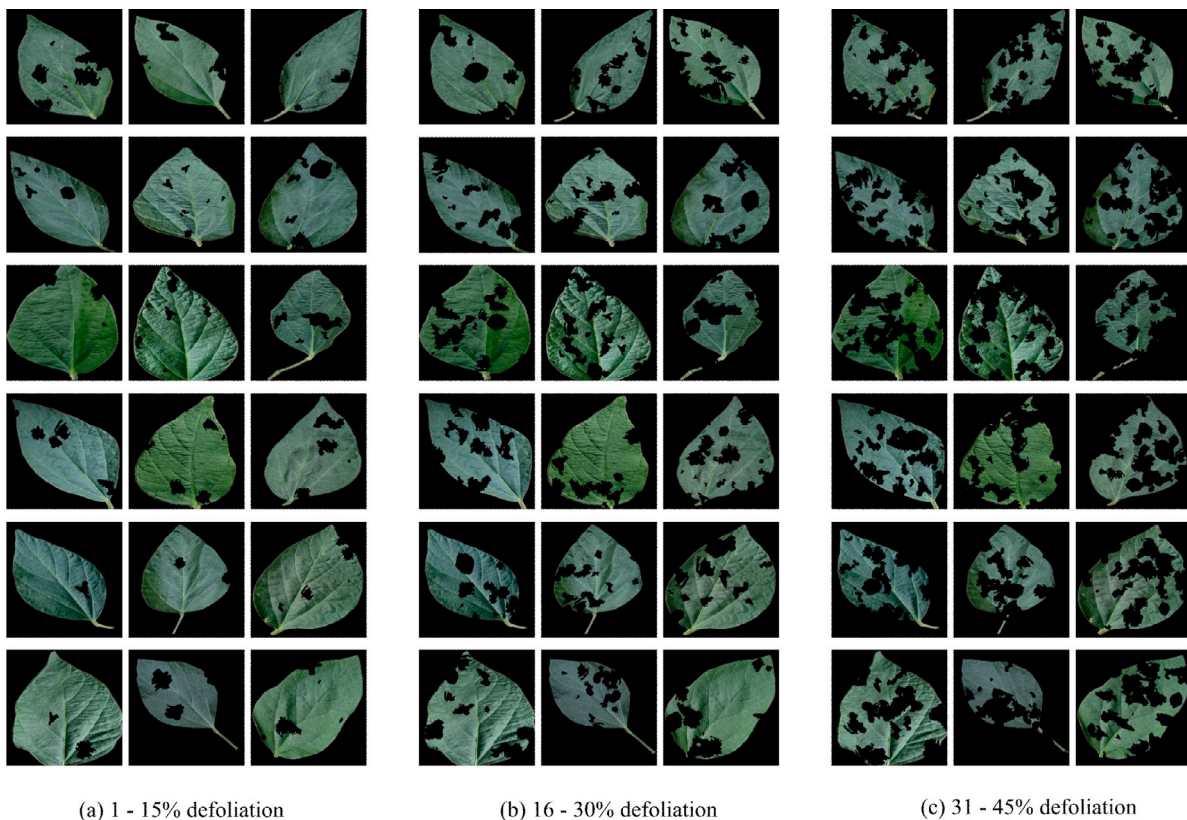 (a) 1 - 15% defoliation
(b) 16 - 30% defoliation
(c) 31 - 45% defoliation